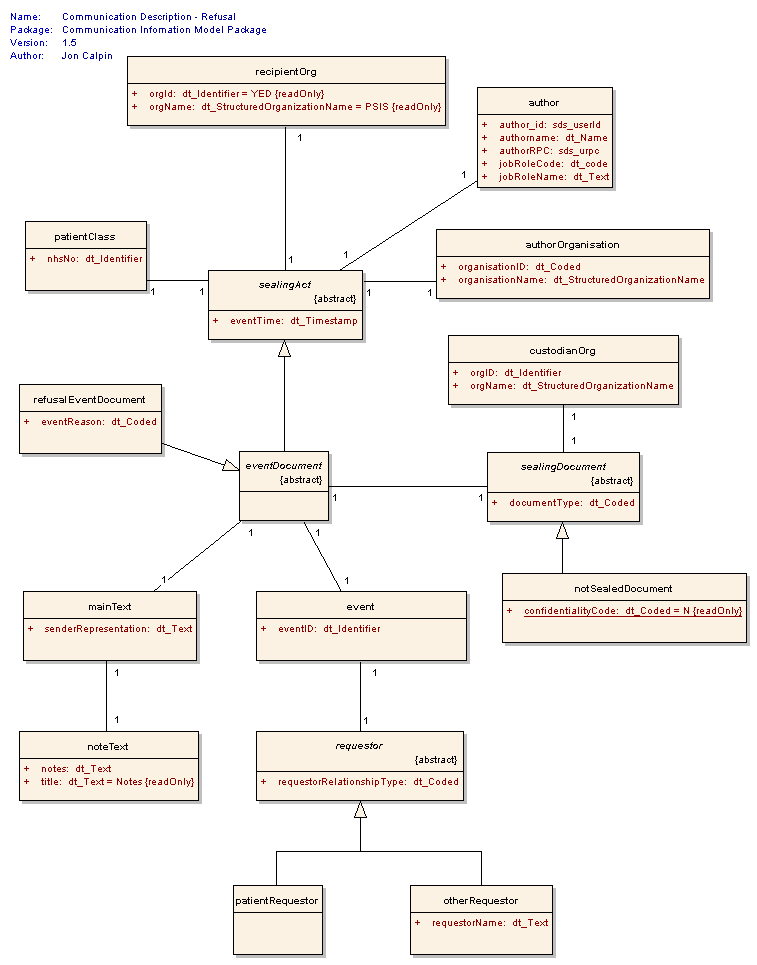 Name: Communication Description - Refusal
Package: Communication Infomation Model Package
Version: 1.5
Author: Jon Calpin
recipientOrg
+ orgId: dt_Identifier = YED {readOnly}
+ orgName: dt_StructuredOrganizationName = PSIS {readOnly}
author
+ author_id: sds_userId
+ authorname: dt_Name
+ authorRPC: sds_urpc
+ jobRoleCode: dt_code
+ jobRoleName: dt_Text
1
1
1
1
patientClass
+ nhsNo: dt_Identifier
authorOrganisation
+ organisationID: dt_Coded
+ organisationName: dt_StructuredOrganizationName
sealingAct
{abstract}
+ eventTime: dt_Timestamp
1
1
1
1
custodianOrg
+ orgID: dt_Identifier
+ orgName: dt_StructuredOrganizationName
refusalEventDocument
+ eventReason: dt_Coded
1
1
eventDocument
{abstract}
sealingDocument
{abstract}
+ documentType: dt_Coded
1
1
1
1
1
1
notSealedDocument
+ confidentialityCode: dt_Coded = N {readOnly}
mainText
+ senderRepresentation: dt_Text
event
+ eventID: dt_Identifier
1
1
1
1
noteText
+ notes: dt_Text
+ title: dt_Text = Notes {readOnly}
requestor
{abstract}
+ requestorRelationshipType: dt_Coded
patientRequestor
otherRequestor
+ requestorName: dt_Text